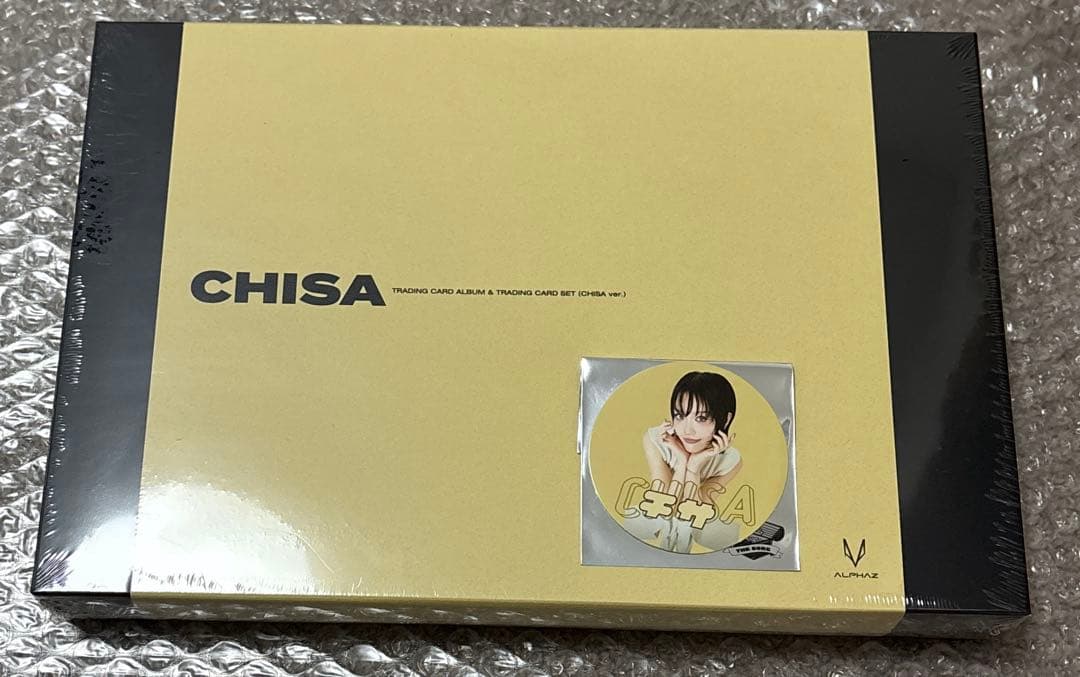 CHISA
TRADING CARD ALBUM & TRADING CARD SET (CHISA ver.)
CHISA
ALPHAZ